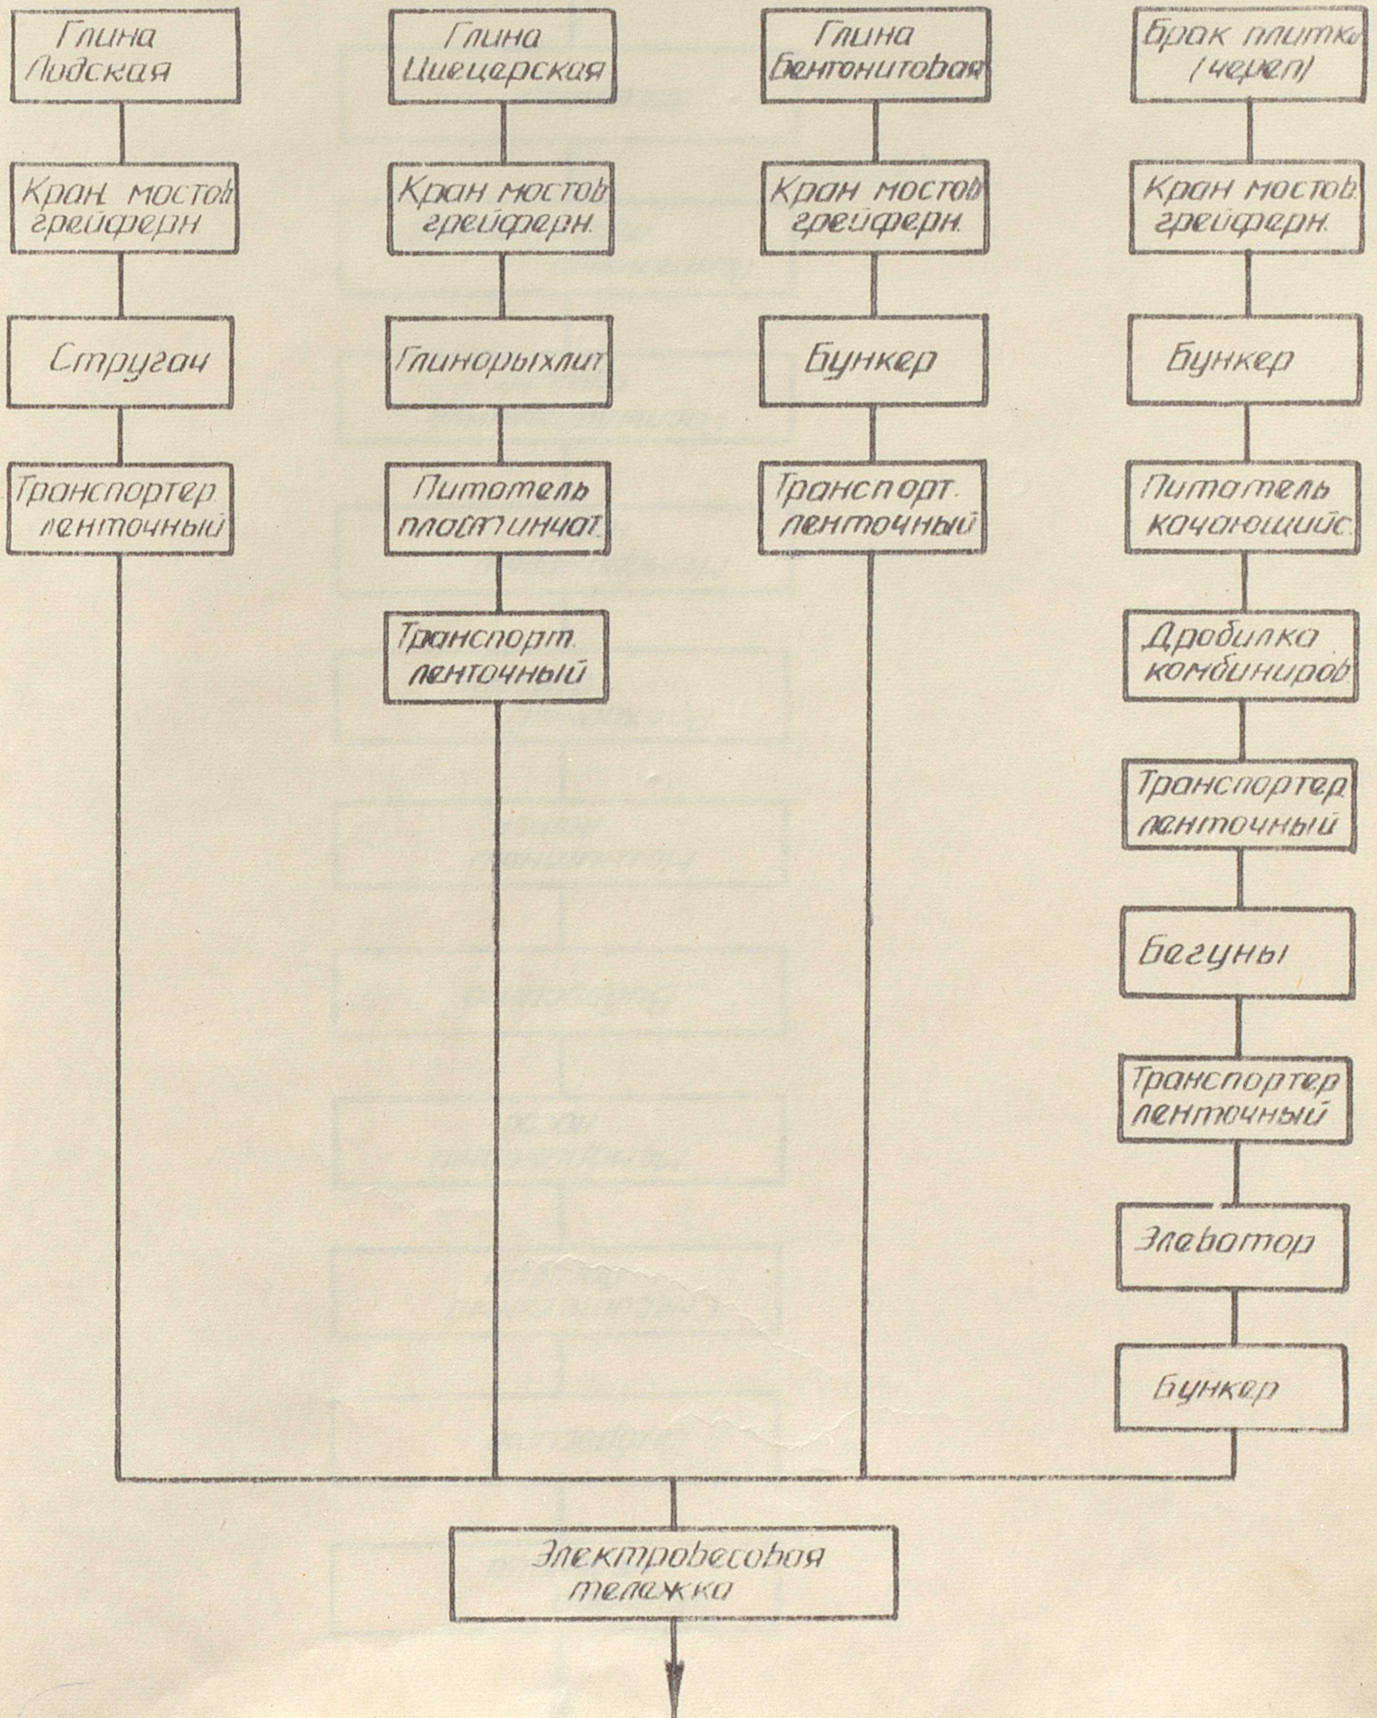 Глина
Лидская
Кран мостов
грейферн.
Стругач
Транспортер
ленточный
Глина
Циецерская
Кран мостов
грейферн.
Глинорыхлит
Питатель
пластинчат.
Транспорт.
ленточный
Глина
Бентонитовая
Кран мостов
грейферн.
Бункер
Транспорт.
ленточный
Брак плитки
(череп)
Кран мостов.
грейферн.
Бункер
Питатель
качающийс.
Дробилка
комбиниров
Транспортер
ленточный
Бегуны
Транспортер
ленточный
Элеватор
Бункер
Электровесовая
тележка